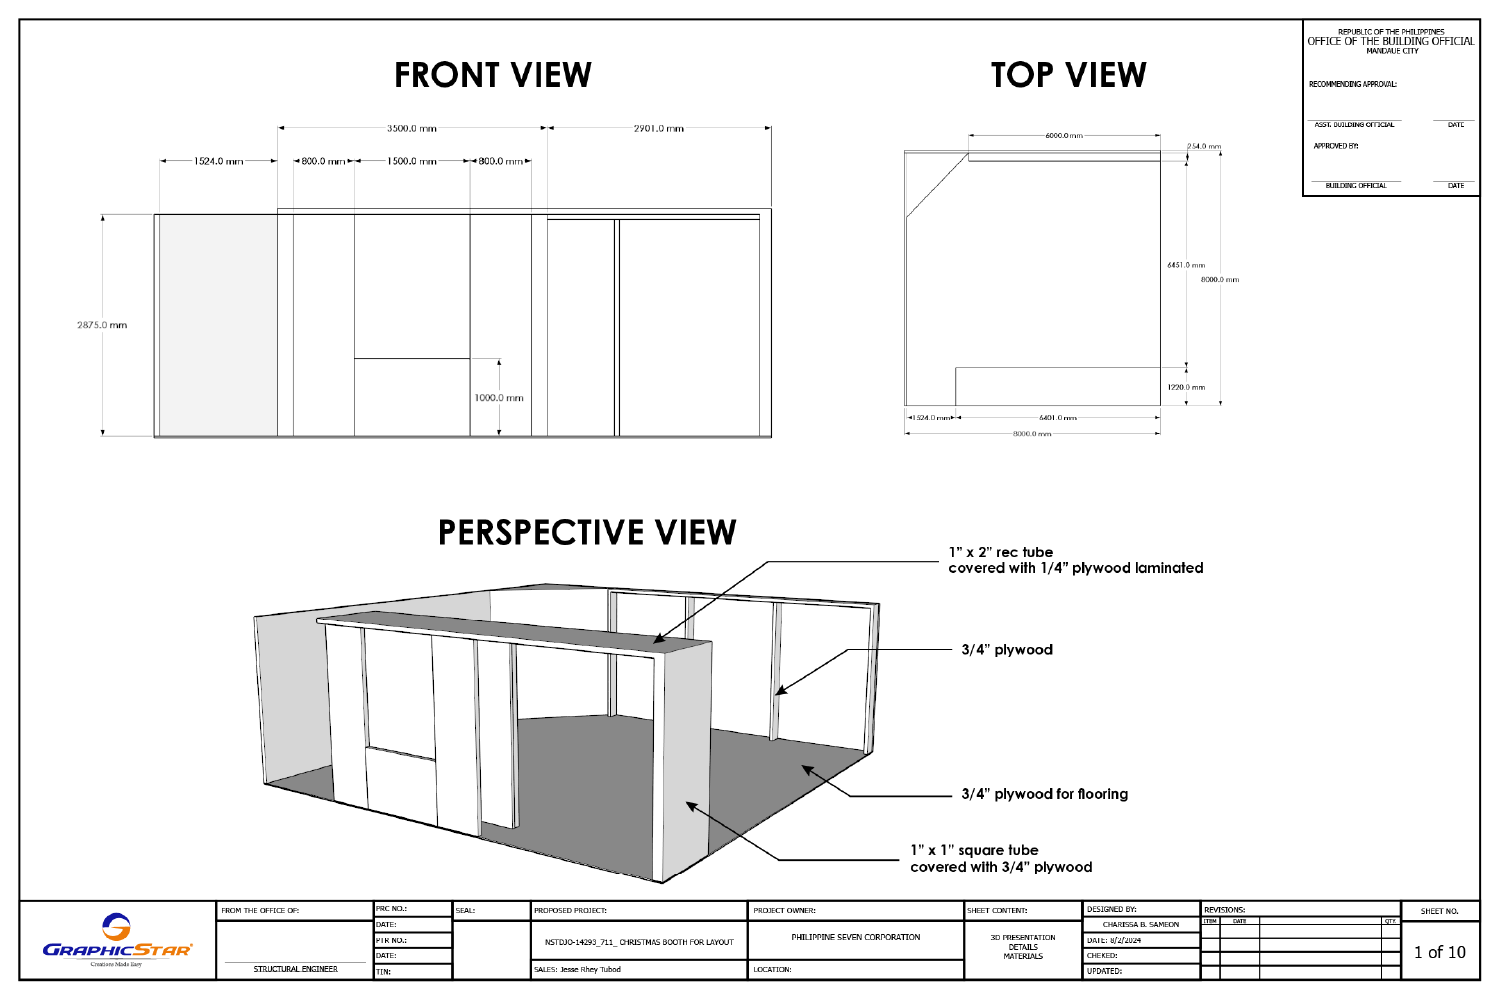 REPUBLIC OF THE PHILIPPINES
OFFICE OF THE BUILDING OFFICIAL
MANDAUE CITY
RECOMMENDING APPROVAL:
ASST. BUILDING OFFICIAL DATE
APPROVED BY:
BUILDING OFFICIAL DATE
FRONT VIEW
3500.0 mm 2901.0 mm
1524.0 mm 800.0 mm 1500.0 mm 800.0 mm
2875.0 mm
1000.0 mm
TOP VIEW
6000.0 mm
254.0 mm
6451.0 mm
8000.0 mm
1220.0 mm
1524.0 mm 6401.0 mm
8000.0 mm
PERSPECTIVE VIEW
1" x 2" rec tube
covered with 1/4" plywood laminated
3/4" plywood
3/4" plywood for flooring
1" x 1" square tube
covered with 3/4" plywood
GRAPHICSTAR
Creations Made Easy
FROM THE OFFICE OF:
STRUCTURAL ENGINEER
PRC NO.:
DATE:
PTR NO.:
DATE:
TIN:
SEAL:
PROPOSED PROJECT:
NSTDJO-14293_711_ CHRISTMAS BOOTH FOR LAYOUT
SALES: Jesse Rhey Tubod
PROJECT OWNER:
PHILIPPINE SEVEN CORPORATION
LOCATION:
SHEET CONTENT:
3D PRESENTATION
DETAILS
MATERIALS
DESIGNED BY:
CHARISSA B. SAMEON
DATE: 8/2/2024
CHEKED:
UPDATED:
REVISIONS:
ITEM DATE QTY.
SHEET NO.
1 of 10